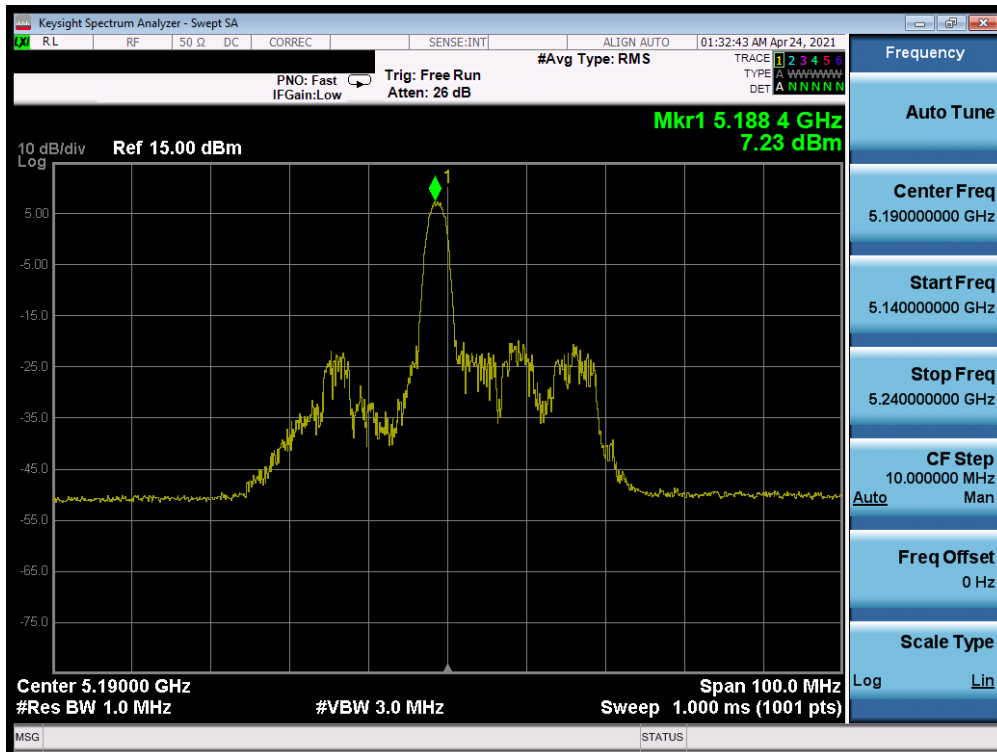 Keysight Spectrum Analyzer - Swept SA
LXI RL RF 50 Ω DC CORREC SENSE:INT ALIGN AUTO 01:32:43 AM Apr 24, 2021
#Avg Type: RMS TRACE 1 2 3 4 5 6
PNO: Fast Trig: Free Run TYPE A WWWWW
IFGain:Low Atten: 26 dB DET A N N N N N
Mkr1 5.188 4 GHz
10 dB/div Ref 15.00 dBm 7.23 dBm
Log
1
5.00
-5.00
-15.0
-25.0
-35.0
-45.0
-55.0
-65.0
-75.0
Center 5.19000 GHz Span 100.0 MHz
#Res BW 1.0 MHz #VBW 3.0 MHz Sweep 1.000 ms (1001 pts)
MSG STATUS
Frequency
Auto Tune
Center Freq
5.190000000 GHz
Start Freq
5.140000000 GHz
Stop Freq
5.240000000 GHz
CF Step
10.000000 MHz
Auto Man
Freq Offset
0 Hz
Scale Type
Log Lin